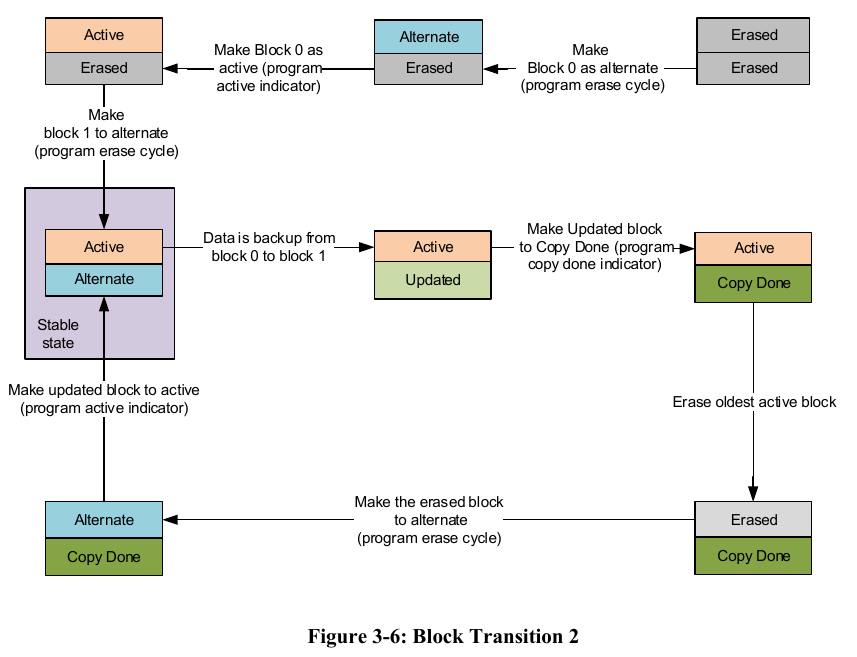 Active
Erased
Make Block 0 as
active (program
active indicator)
Alternate
Erased
Make
Block 0 as alternate
(program erase cycle)
Erased
Erased
Make
block 1 to alternate
(program erase cycle)
Active
Alternate
Stable
state
Data is backup from
block 0 to block 1
Active
Updated
Make Updated block
to Copy Done (program
copy done indicator)
Active
Copy Done
Make updated block to active
(program active indicator)
Erase oldest active block
Alternate
Copy Done
Make the erased block
to alternate
(program erase cycle)
Erased
Copy Done
Figure 3-6: Block Transition 2